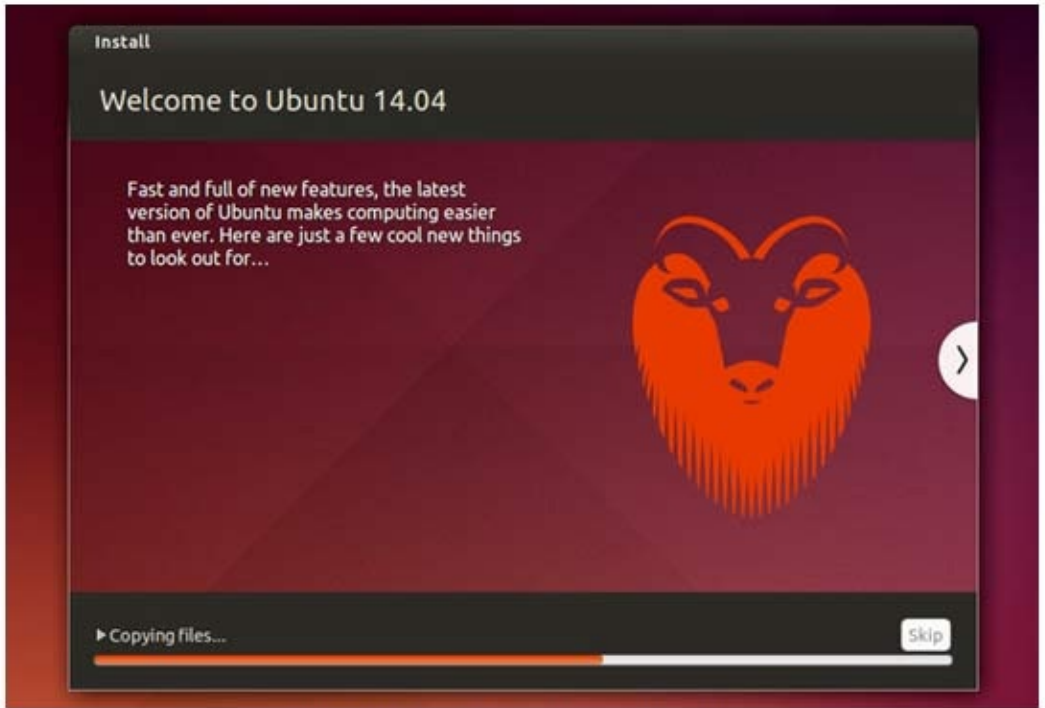 Install
Welcome to Ubuntu 14.04
Fast and full of new features, the latest
version of Ubuntu makes computing easier
than ever. Here are just a few cool new things
to look out for...
Copying files...
Skip